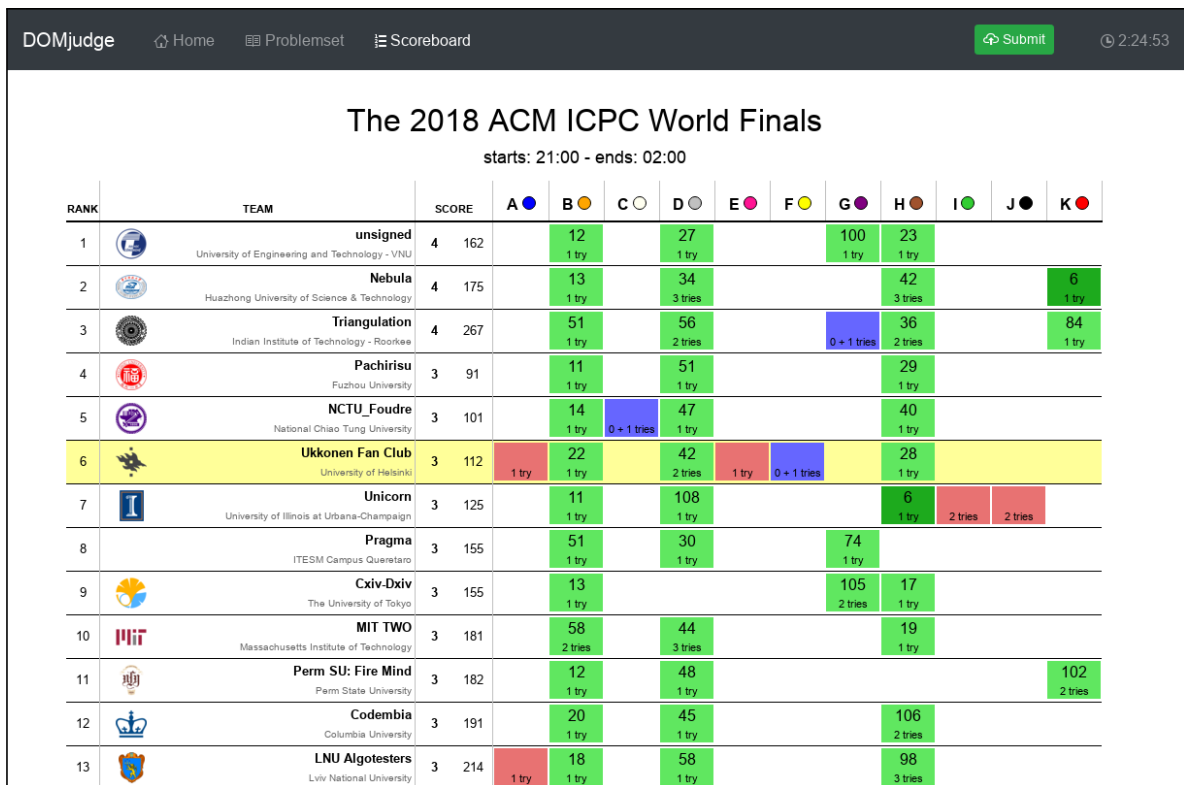 DOMjudge Home Problemset Scoreboard Submit 2:24:53
The 2018 ACM ICPC World Finals
starts: 21:00 - ends: 02:00
RANK TEAM SCORE A B C D E F G H I J K
1 unsigned 4 162 12 27 100 23
University of Engineering and Technology - VNU 1 try 1 try 1 try 1 try
2 Nebula 4 175 13 34 42 6
Huazhong University of Science & Technology 1 try 3 tries 3 tries 1 try
3 Triangulation 4 267 51 56 36 84
Indian Institute of Technology - Roorkee 1 try 2 tries 0 + 1 tries 2 tries 1 try
4 Pachirisu 3 91 11 51 29
Fuzhou University 1 try 1 try 1 try
5 NCTU_Foudre 3 101 14 47 40
National Chiao Tung University 1 try 0 + 1 tries 1 try 1 try
6 Ukkonen Fan Club 3 112 22 42 28
University of Helsinki 1 try 1 try 2 tries 1 try 0 + 1 tries 1 try
7 Unicorn 3 125 11 108 6
University of Illinois at Urbana-Champaign 1 try 1 try 1 try 2 tries 2 tries
8 Pragma 3 155 51 30 74
ITESM Campus Queretaro 1 try 1 try 1 try
9 Cxiv-Dxiv 3 155 13 105 17
The University of Tokyo 1 try 2 tries 1 try
10 MIT TWO 3 181 58 44 19
Massachusetts Institute of Technology 2 tries 3 tries 1 try
11 Perm SU: Fire Mind 3 182 12 48 102
Perm State University 1 try 1 try 2 tries
12 Codembia 3 191 20 45 106
Columbia University 1 try 1 try 2 tries
13 LNU Algotesters 3 214 18 58 98
Lviv National University 1 try 1 try 1 try 3 tries